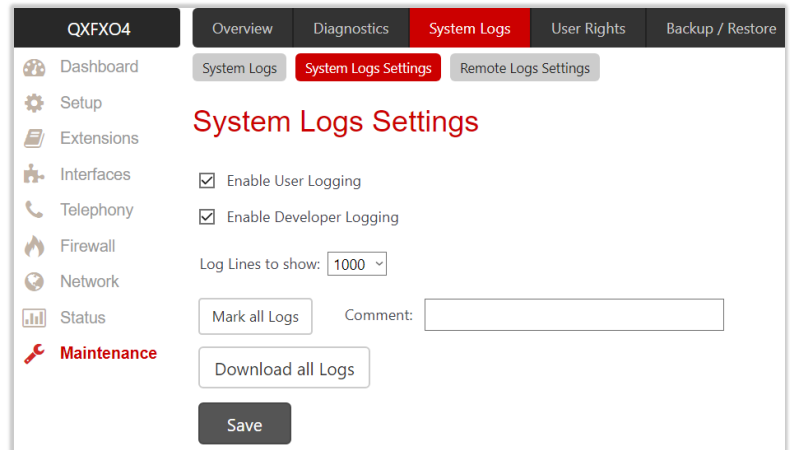 QXFXO4
Overview
Diagnostics
System Logs
User Rights
Backup / Restore
Dashboard
Setup
Extensions
Interfaces
Telephony
Firewall
Network
Status
Maintenance
System Logs
System Logs Settings
Remote Logs Settings
System Logs Settings
Enable User Logging
Enable Developer Logging
Log Lines to show: 1000
Mark all Logs
Comment:
Download all Logs
Save